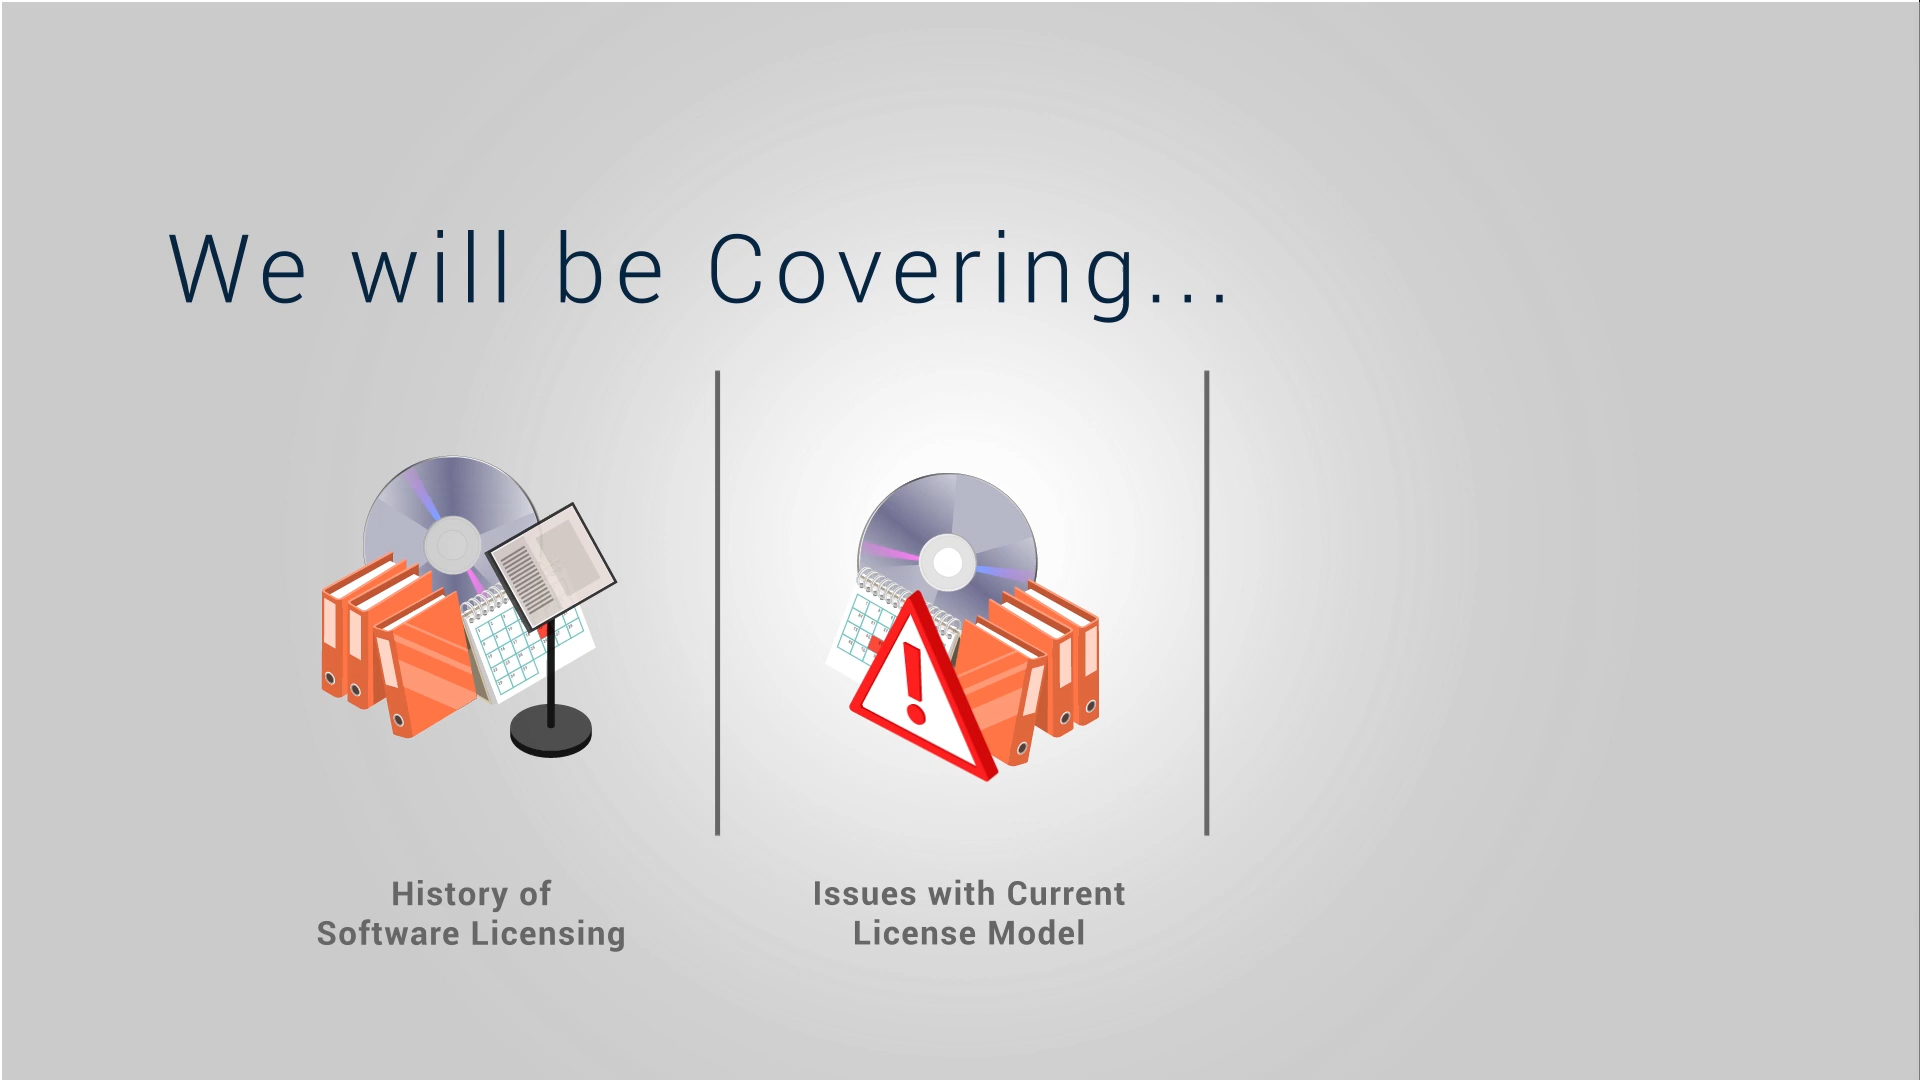 We will be Covering...
History of
Software Licensing
Issues with Current
License Model